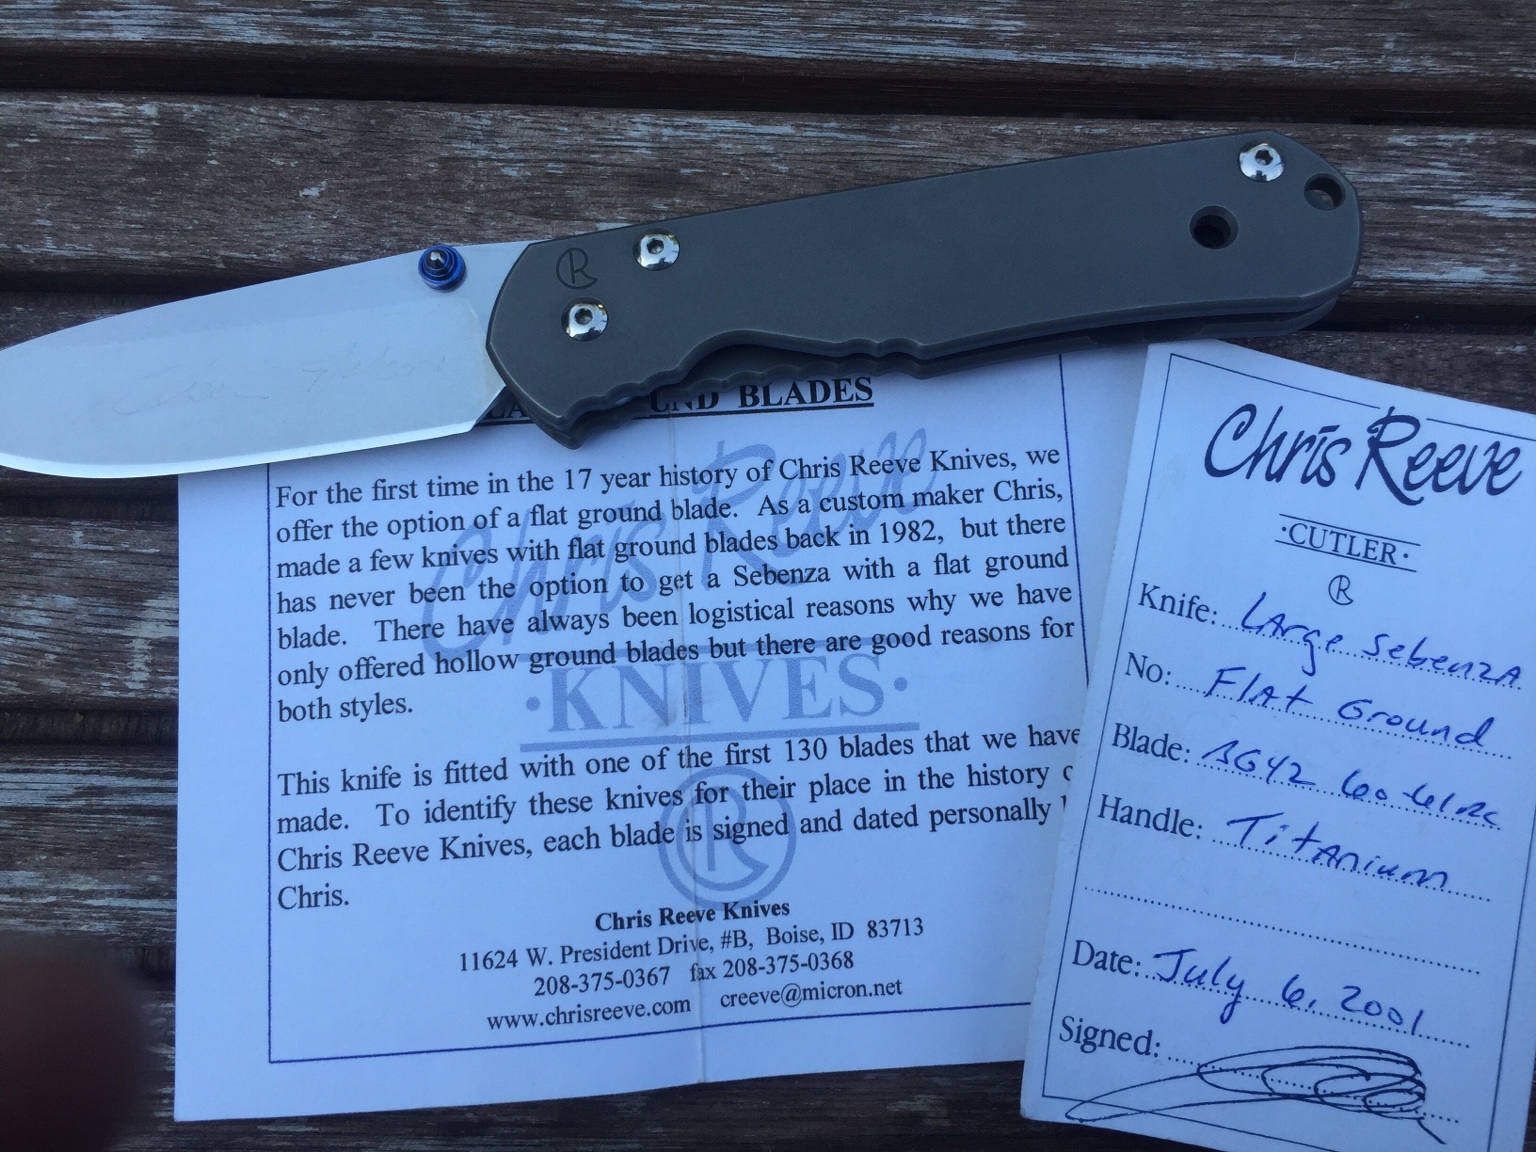 UND BLADES
For the first time in the 17 year history of Chris Reeve Knives, we
offer the option of a flat ground blade. As a custom maker Chris,
made a few knives with flat ground blades back in 1982, but there
has never been the option to get a Sebenza with a flat ground
blade. There have always been logistical reasons why we have
only offered hollow ground blades but there are good reasons for
both styles.
This knife is fitted with one of the first 130 blades that we have
made. To identify these knives for their place in the history
Chris Reeve Knives, each blade is signed and dated personally
Chris.
Chris Reeve Knives
11624 W. President Drive, #B, Boise, ID 83713
208-375-0367 fax 208-375-0368
www.chrisreeve.com creeve@micron.net
Chris Reeve
·KNIVES·
R
Chris Reeve
·CUTLER·
R
Knife: LArge SebenzA
No: FlAt Ground
Blade: BG42 60-61Rc
Handle: TitAnium
Date: July 6, 2001
Signed:
R